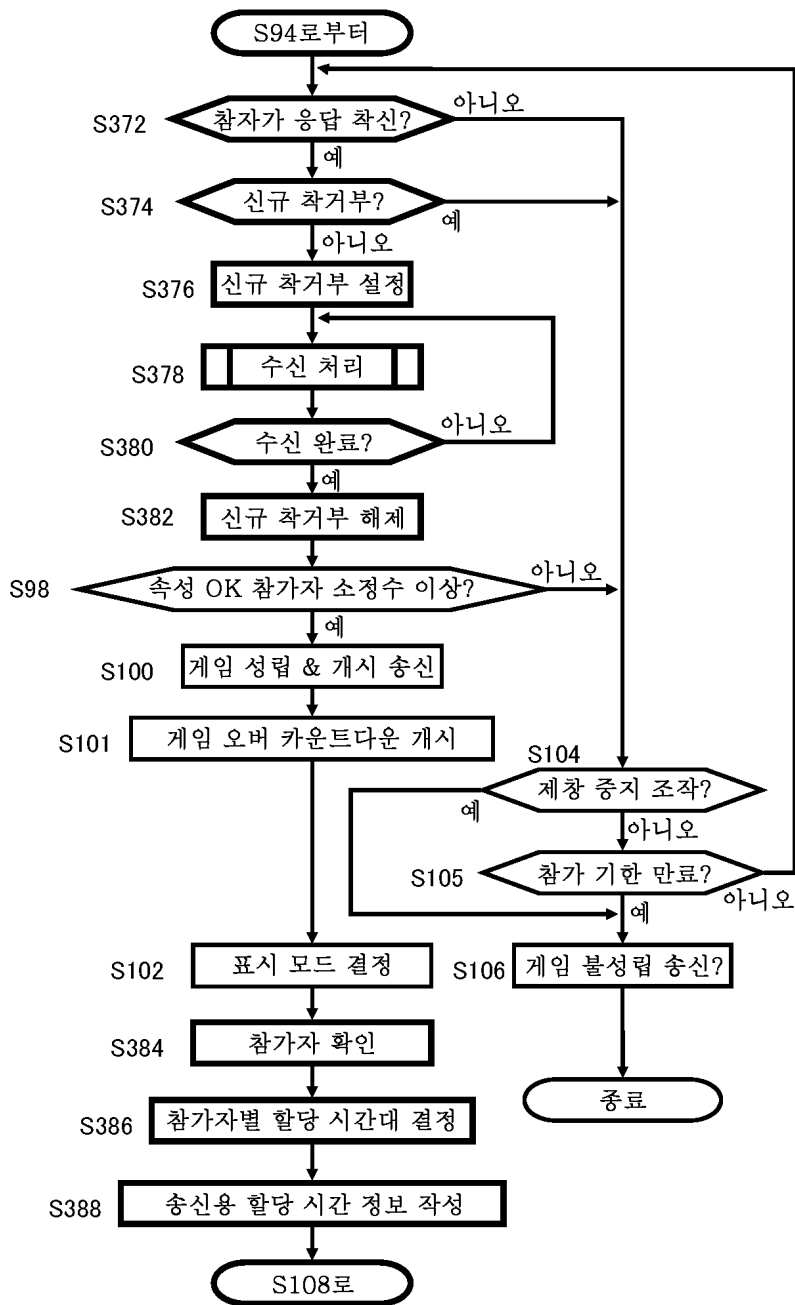 S94로부터
S372
참자가 응답 착신?
아니오
예
S374
신규 착거부?
예
아니오
S376
신규 착거부 설정
S378
수신 처리
S380
수신 완료?
아니오
예
S382
신규 착거부 해제
S98
속성 OK 참가자 소정수 이상?
아니오
예
S100
게임 성립 & 개시 송신
S101
게임 오버 카운트다운 개시
S104
제창 중지 조작?
예
아니오
S105
참가 기한 만료?
아니오
예
S102
표시 모드 결정
S106
게임 불성립 송신?
S384
참가자 확인
종료
S386
참가자별 할당 시간대 결정
S388
송신용 할당 시간 정보 작성
S108로